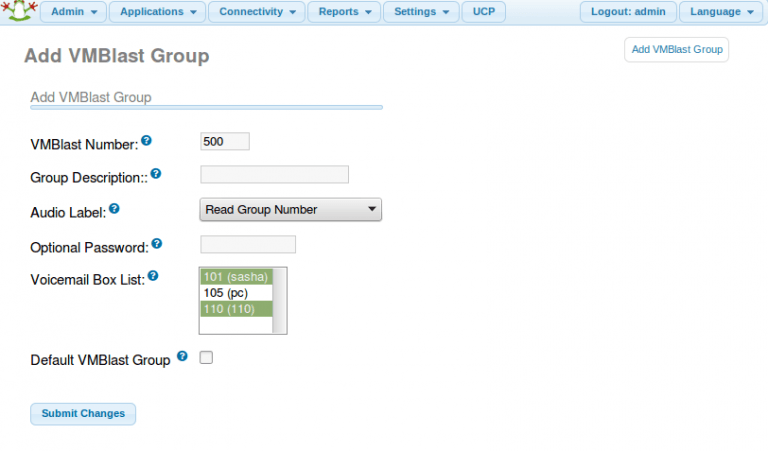 Admin Applications Connectivity Reports Settings UCP Logout: admin Language
Add VMBlast Group
Add VMBlast Group
Add VMBlast Group
VMBlast Number: ? 500
Group Description:: ?
Audio Label: ? Read Group Number
Optional Password: ?
Voicemail Box List: ? 101 (sasha)
105 (pc)
110 (110)
Default VMBlast Group ?
Submit Changes